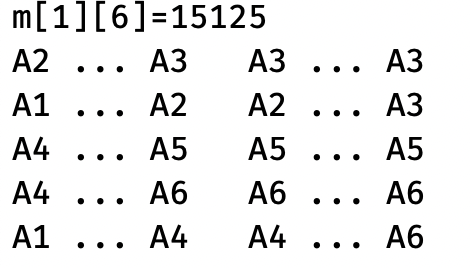 m[1][6]=15125
A2 ... A3   A3 ... A3
A1 ... A2   A2 ... A3
A4 ... A5   A5 ... A5
A4 ... A6   A6 ... A6
A1 ... A4   A4 ... A6